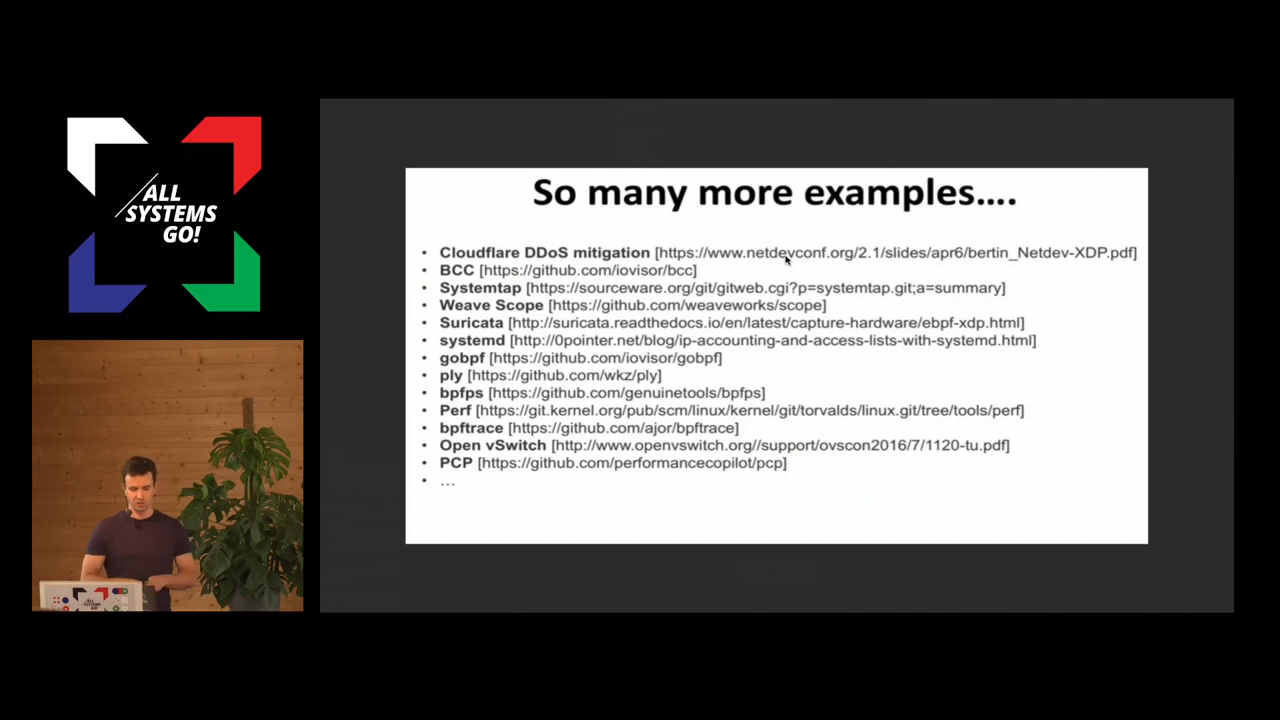 ALL
SYSTEMS
GO!
So many more examples....
• Cloudflare DDoS mitigation [https://www.netdevconf.org/2.1/slides/apr6/bertin_Netdev-XDP.pdf]
• BCC [https://github.com/iovisor/bcc]
• Systemtap [https://sourceware.org/git/gitweb.cgi?p=systemtap.git;a=summary]
• Weave Scope [https://github.com/weaveworks/scope]
• Suricata [http://suricata.readthedocs.io/en/latest/capture-hardware/ebpf-xdp.html]
• systemd [http://0pointer.net/blog/ip-accounting-and-access-lists-with-systemd.html]
• gobpf [https://github.com/iovisor/gobpf]
• ply [https://github.com/wkz/ply]
• bpfps [https://github.com/genuinetools/bpfps]
• Perf [https://git.kernel.org/pub/scm/linux/kernel/git/torvalds/linux.git/tree/tools/perf]
• bpftrace [https://github.com/ajor/bpftrace]
• Open vSwitch [http://www.openvswitch.org//support/ovscon2016/7/1120-tu.pdf]
• PCP [https://github.com/performancecopilot/pcp]
• ...
ALL
SYSTEMS
GO!